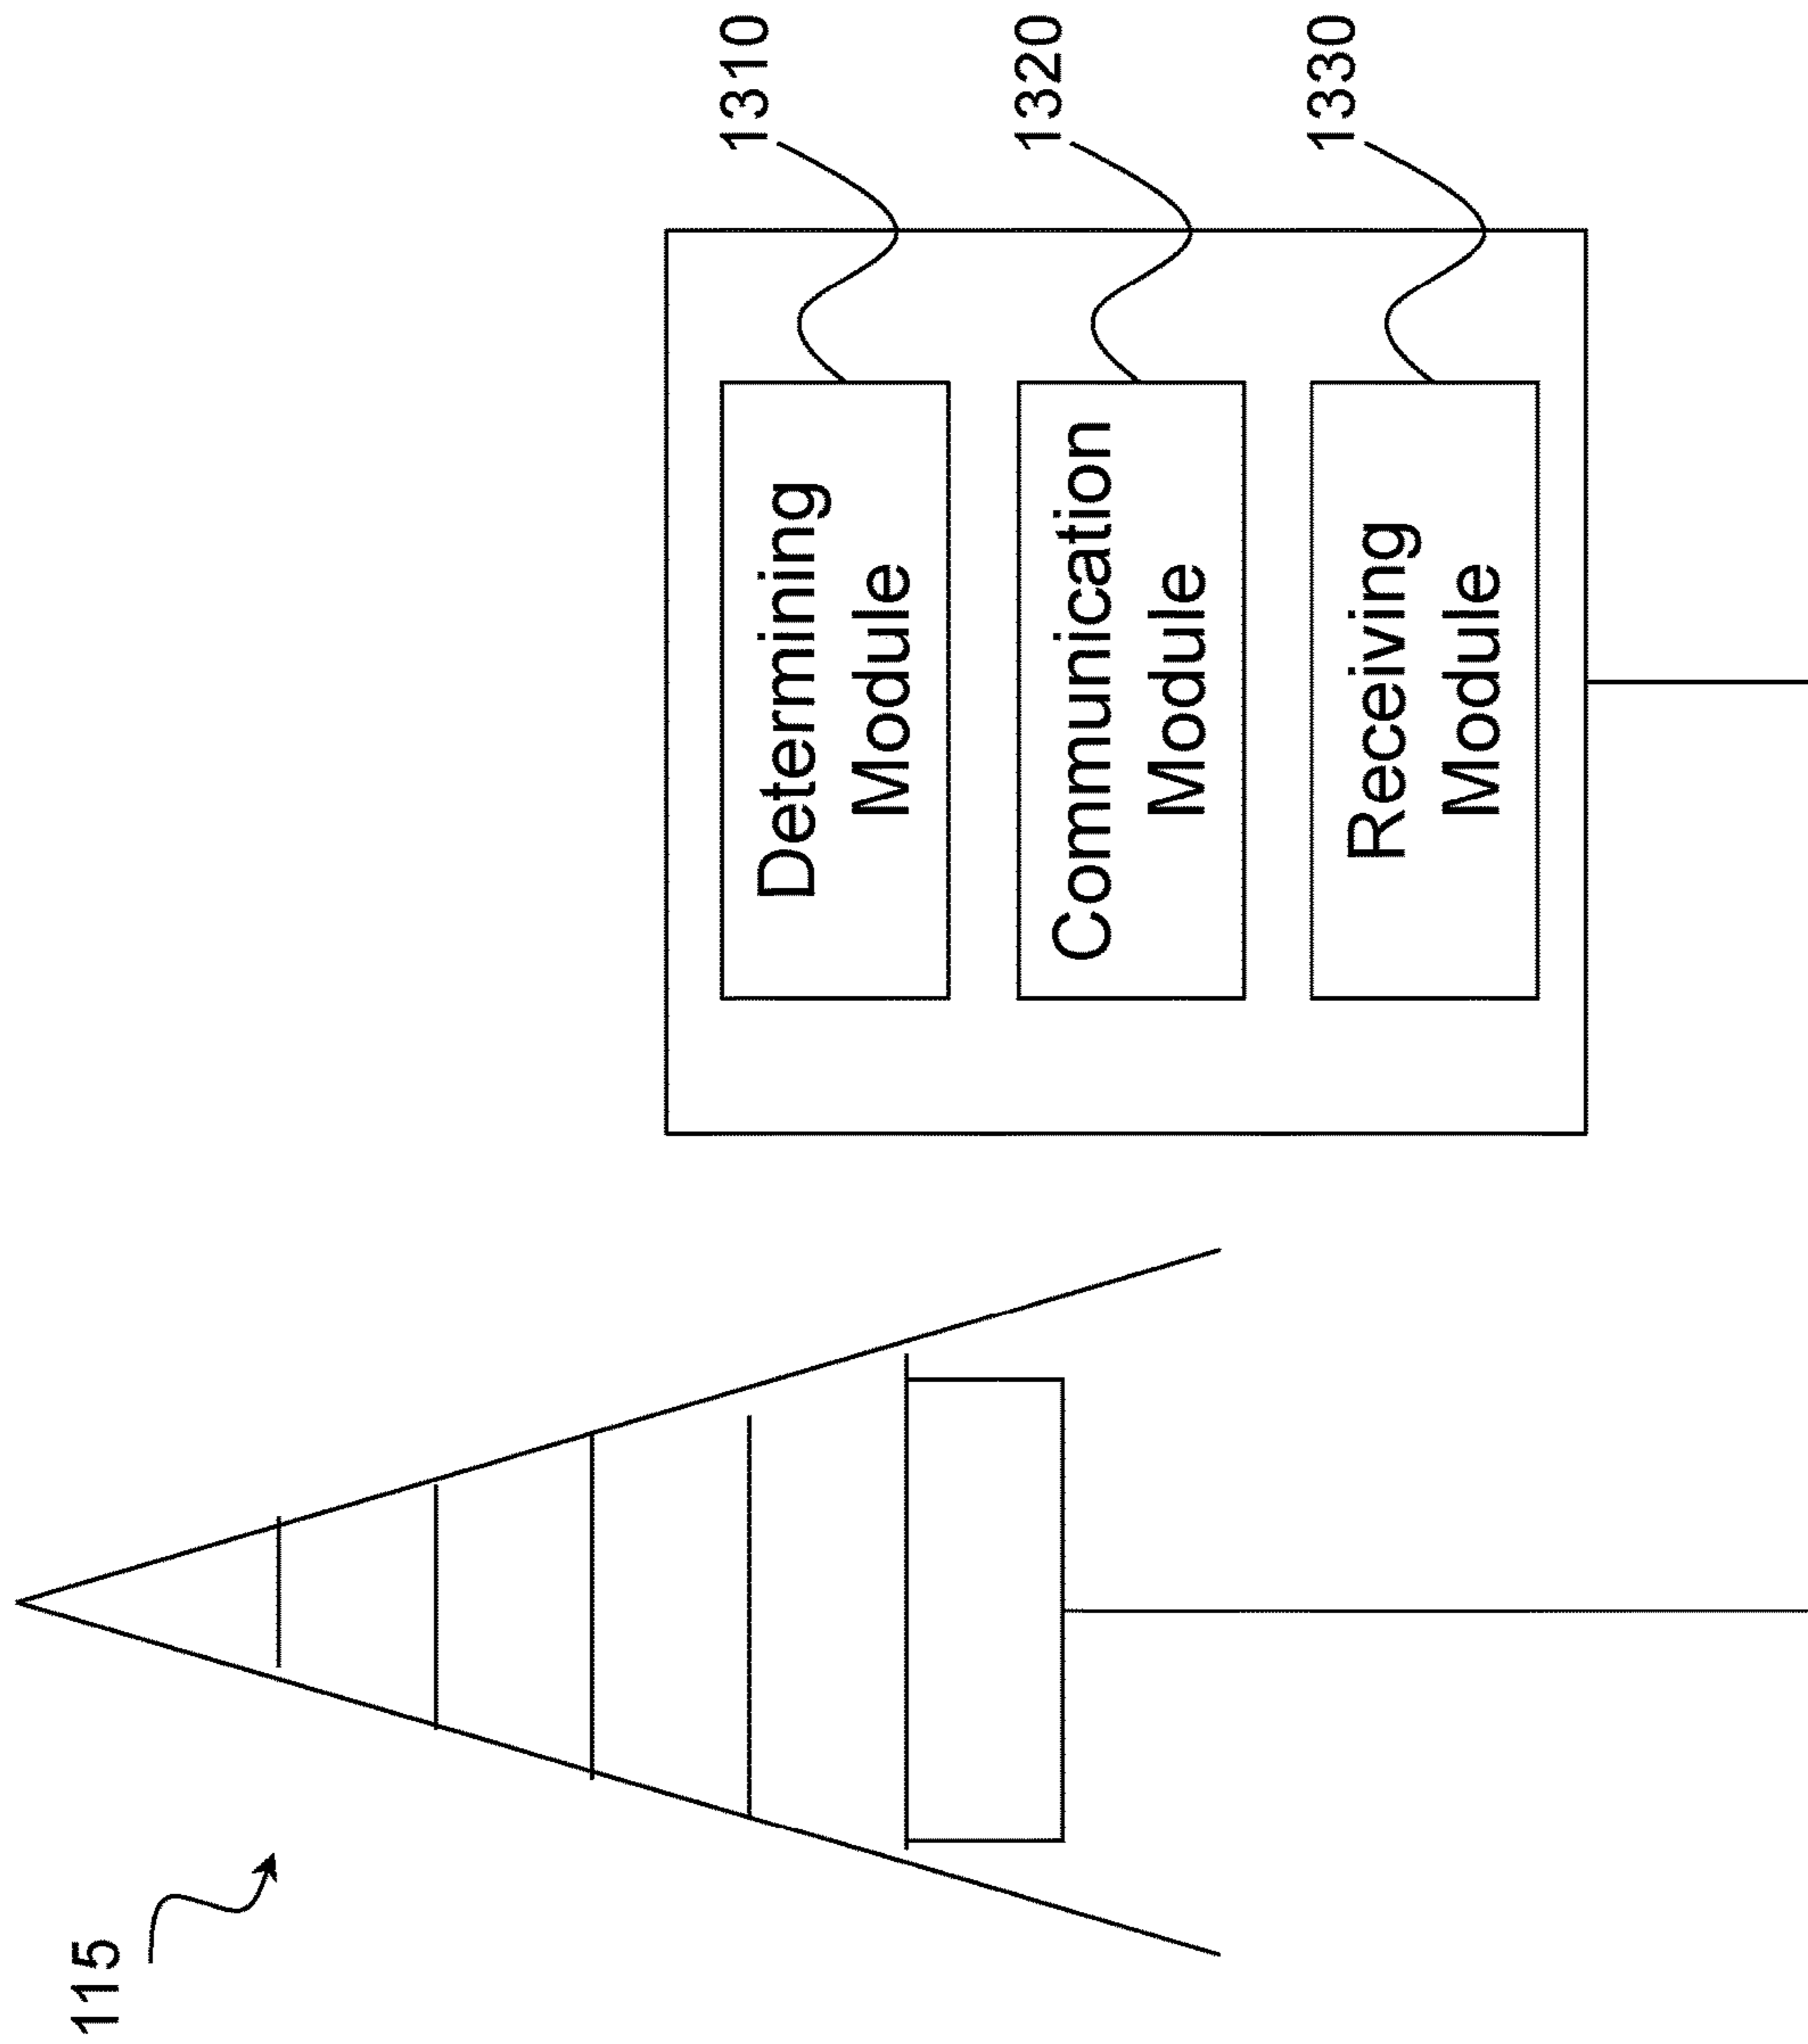 115
Determining
Module
1310
Communication
Module
1320
Receiving
Module
1330